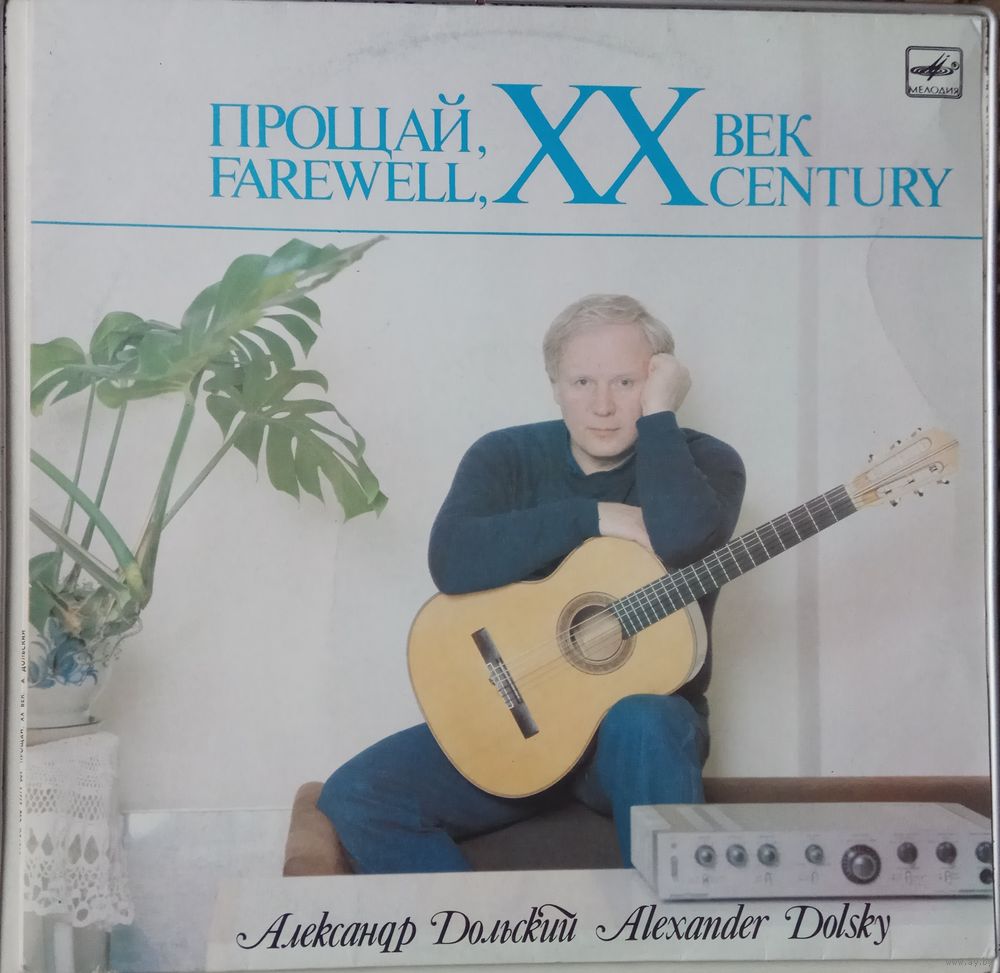 МЕЛОДИЯ
ПРОЩАЙ, XX ВЕК
FAREWELL, XX CENTURY
Александр Дольский Alexander Dolsky